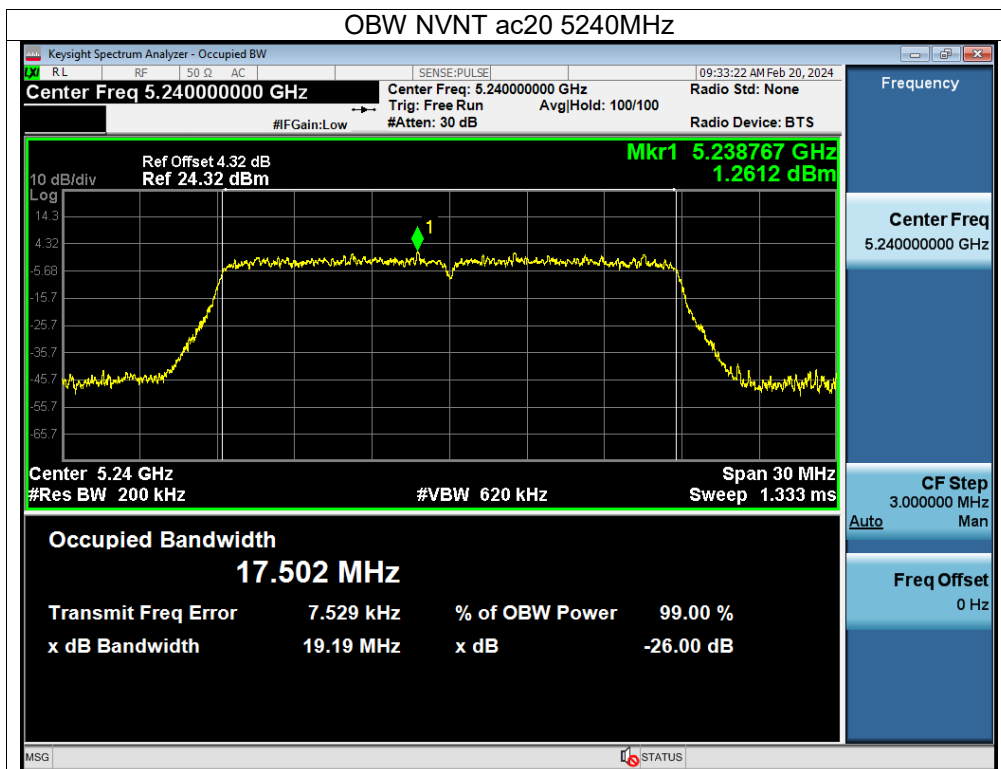 OBW NVNT ac20 5240MHz
Keysight Spectrum Analyzer - Occupied BW
LXI RL RF 50 Ω AC SENSE:PULSE 09:33:22 AM Feb 20, 2024
Center Freq 5.240000000 GHz Center Freq: 5.240000000 GHz Radio Std: None
Trig: Free Run Avg|Hold: 100/100
#IFGain:Low #Atten: 30 dB Radio Device: BTS
Frequency
Ref Offset 4.32 dB Mkr1 5.238767 GHz
10 dB/div Ref 24.32 dBm 1.2612 dBm
Log
14.3
1
4.32
-5.68
-15.7
-25.7
-35.7
-45.7
-55.7
-65.7
Center 5.24 GHz Span 30 MHz
#Res BW 200 kHz #VBW 620 kHz Sweep 1.333 ms
Center Freq
5.240000000 GHz
CF Step
3.000000 MHz
Auto Man
Freq Offset
0 Hz
Occupied Bandwidth
17.502 MHz
Transmit Freq Error 7.529 kHz % of OBW Power 99.00 %
x dB Bandwidth 19.19 MHz x dB -26.00 dB
MSG STATUS